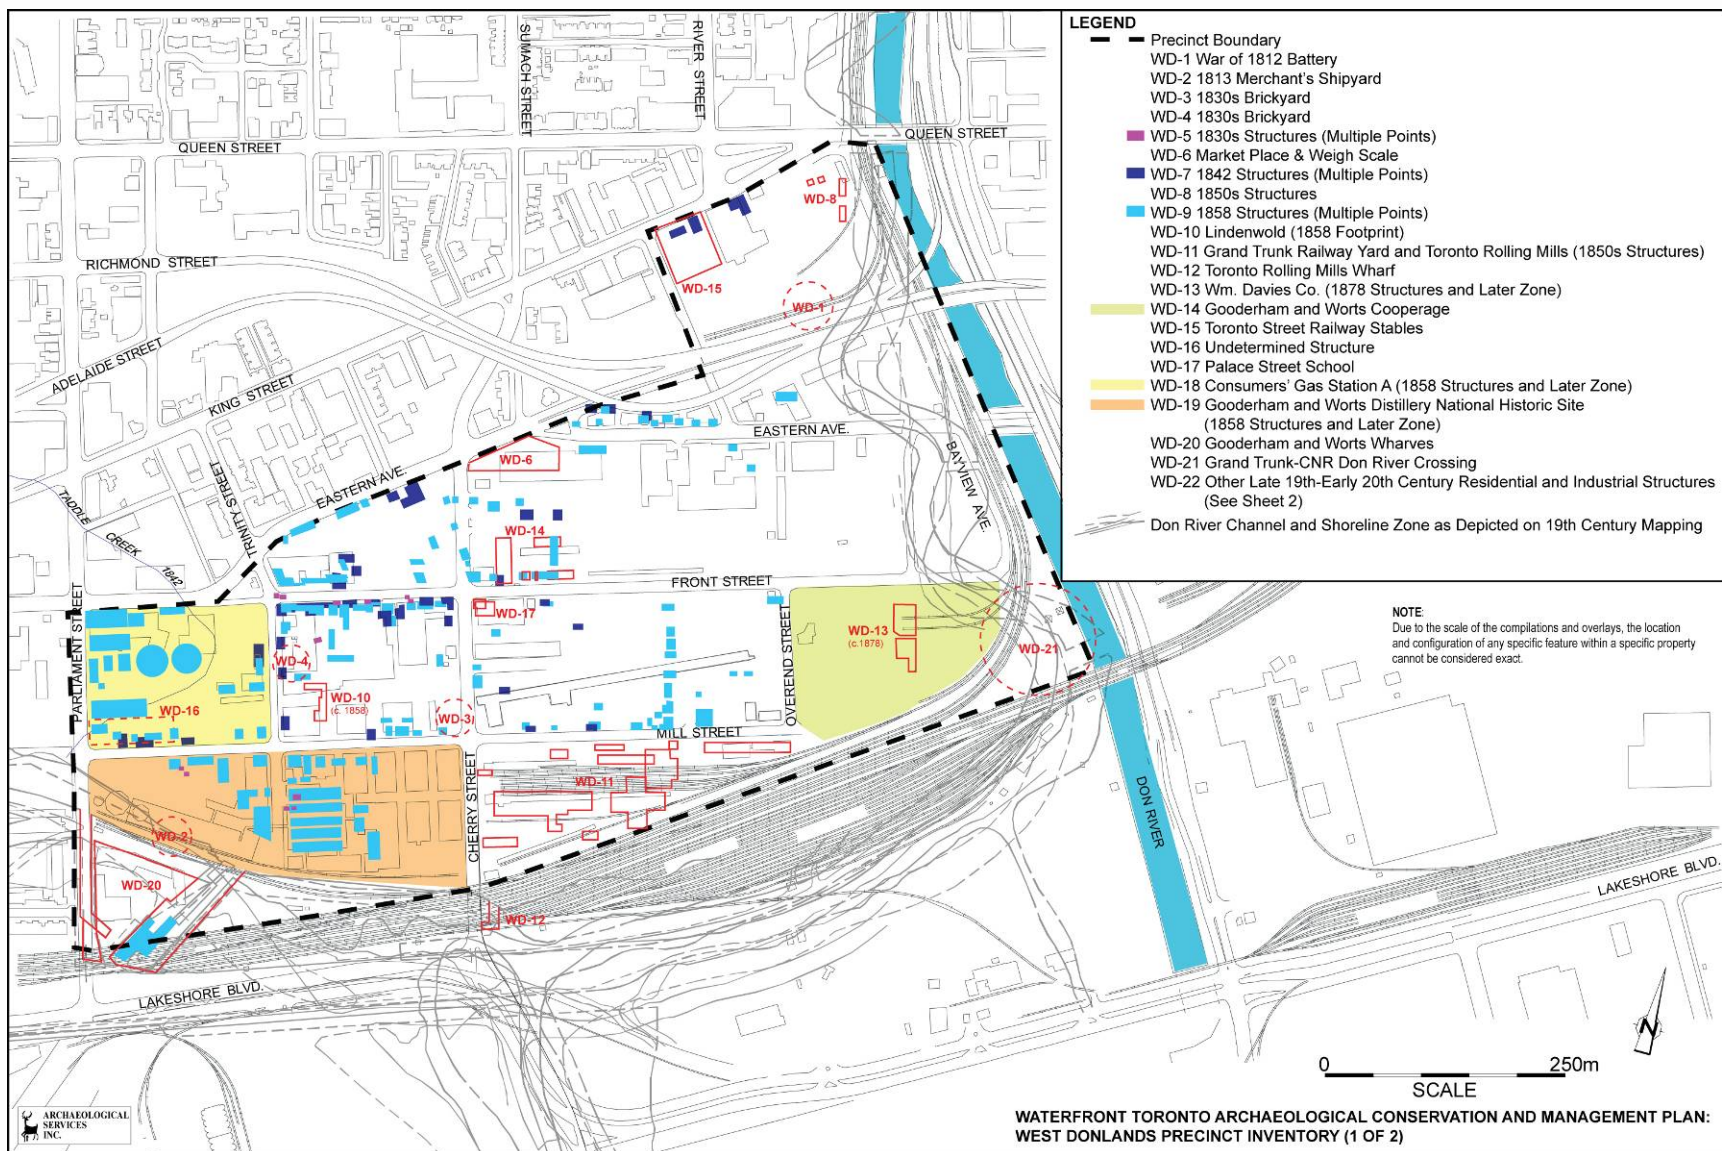 LEGEND
Precinct Boundary
WD-1 War of 1812 Battery
WD-2 1813 Merchant's Shipyard
WD-3 1830s Brickyard
WD-4 1830s Brickyard
WD-5 1830s Structures (Multiple Points)
WD-6 Market Place & Weigh Scale
WD-7 1842 Structures (Multiple Points)
WD-8 1850s Structures
WD-9 1858 Structures (Multiple Points)
WD-10 Lindenwold (1858 Footprint)
WD-11 Grand Trunk Railway Yard and Toronto Rolling Mills (1850s Structures)
WD-12 Toronto Rolling Mills Wharf
WD-13 Wm. Davies Co. (1878 Structures and Later Zone)
WD-14 Gooderham and Worts Cooperage
WD-15 Toronto Street Railway Stables
WD-16 Undetermined Structure
WD-17 Palace Street School
WD-18 Consumers' Gas Station A (1858 Structures and Later Zone)
WD-19 Gooderham and Worts Distillery National Historic Site
(1858 Structures and Later Zone)
WD-20 Gooderham and Worts Wharves
WD-21 Grand Trunk-CNR Don River Crossing
WD-22 Other Late 19th-Early 20th Century Residential and Industrial Structures
(See Sheet 2)
Don River Channel and Shoreline Zone as Depicted on 19th Century Mapping
SUMACH STREET
RIVER STREET
QUEEN STREET
QUEEN STREET
WD-8
RICHMOND STREET
WD-15
WD-1
ADELAIDE STREET
KING STREET
EASTERN AVE.
BAYVIEW AVE.
WD-6
EASTERN AVE.
TRINITY STREET
TADDLE
CREEK
1842
WD-14
FRONT STREET
PARLIAMENT STREET
WD-17
OVEREND STREET
WD-13
(c.1878)
WD-21
WD-4
WD-10
(c. 1858)
WD-16
WD-3
MILL STREET
CHERRY STREET
WD-11
WD-2
WD-20
WD-12
DON RIVER
LAKESHORE BLVD.
LAKESHORE BLVD.
NOTE:
Due to the scale of the compilations and overlays, the location
and configuration of any specific feature within a specific property
cannot be considered exact.
N
0 250m
SCALE
ARCHAEOLOGICAL
SERVICES
INC.
WATERFRONT TORONTO ARCHAEOLOGICAL CONSERVATION AND MANAGEMENT PLAN:
WEST DONLANDS PRECINCT INVENTORY (1 OF 2)